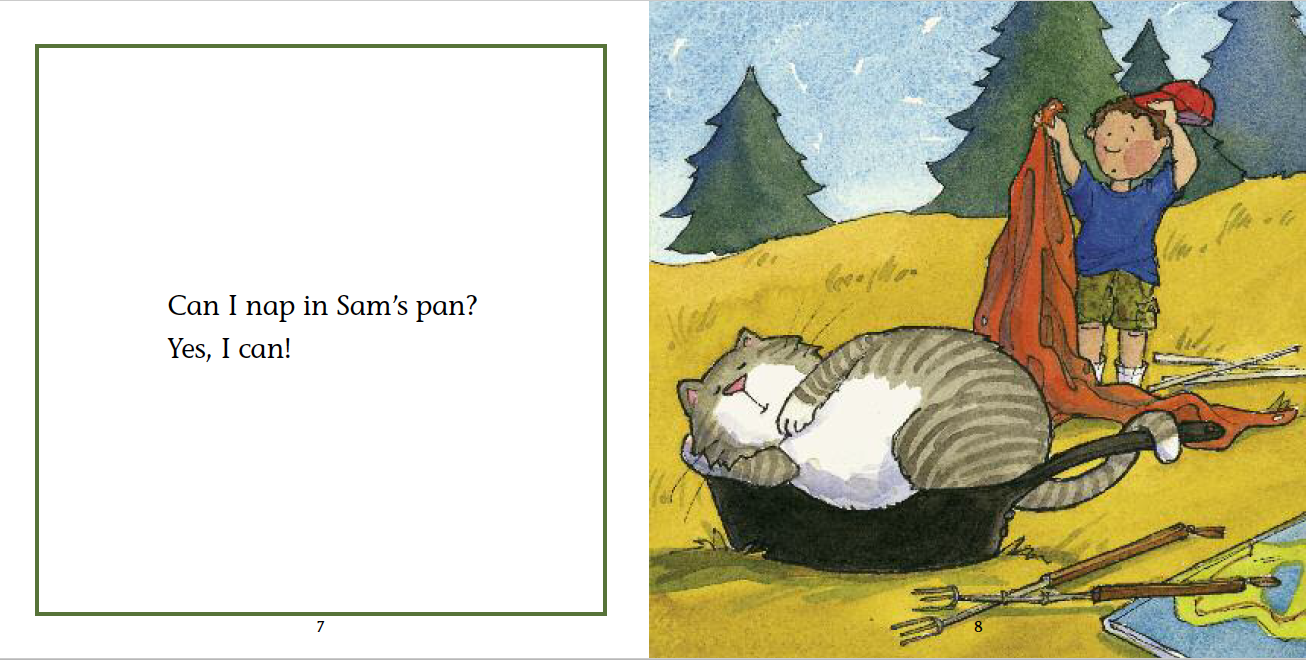 Can I nap in Sam’s pan?
Yes, I can!
7
8